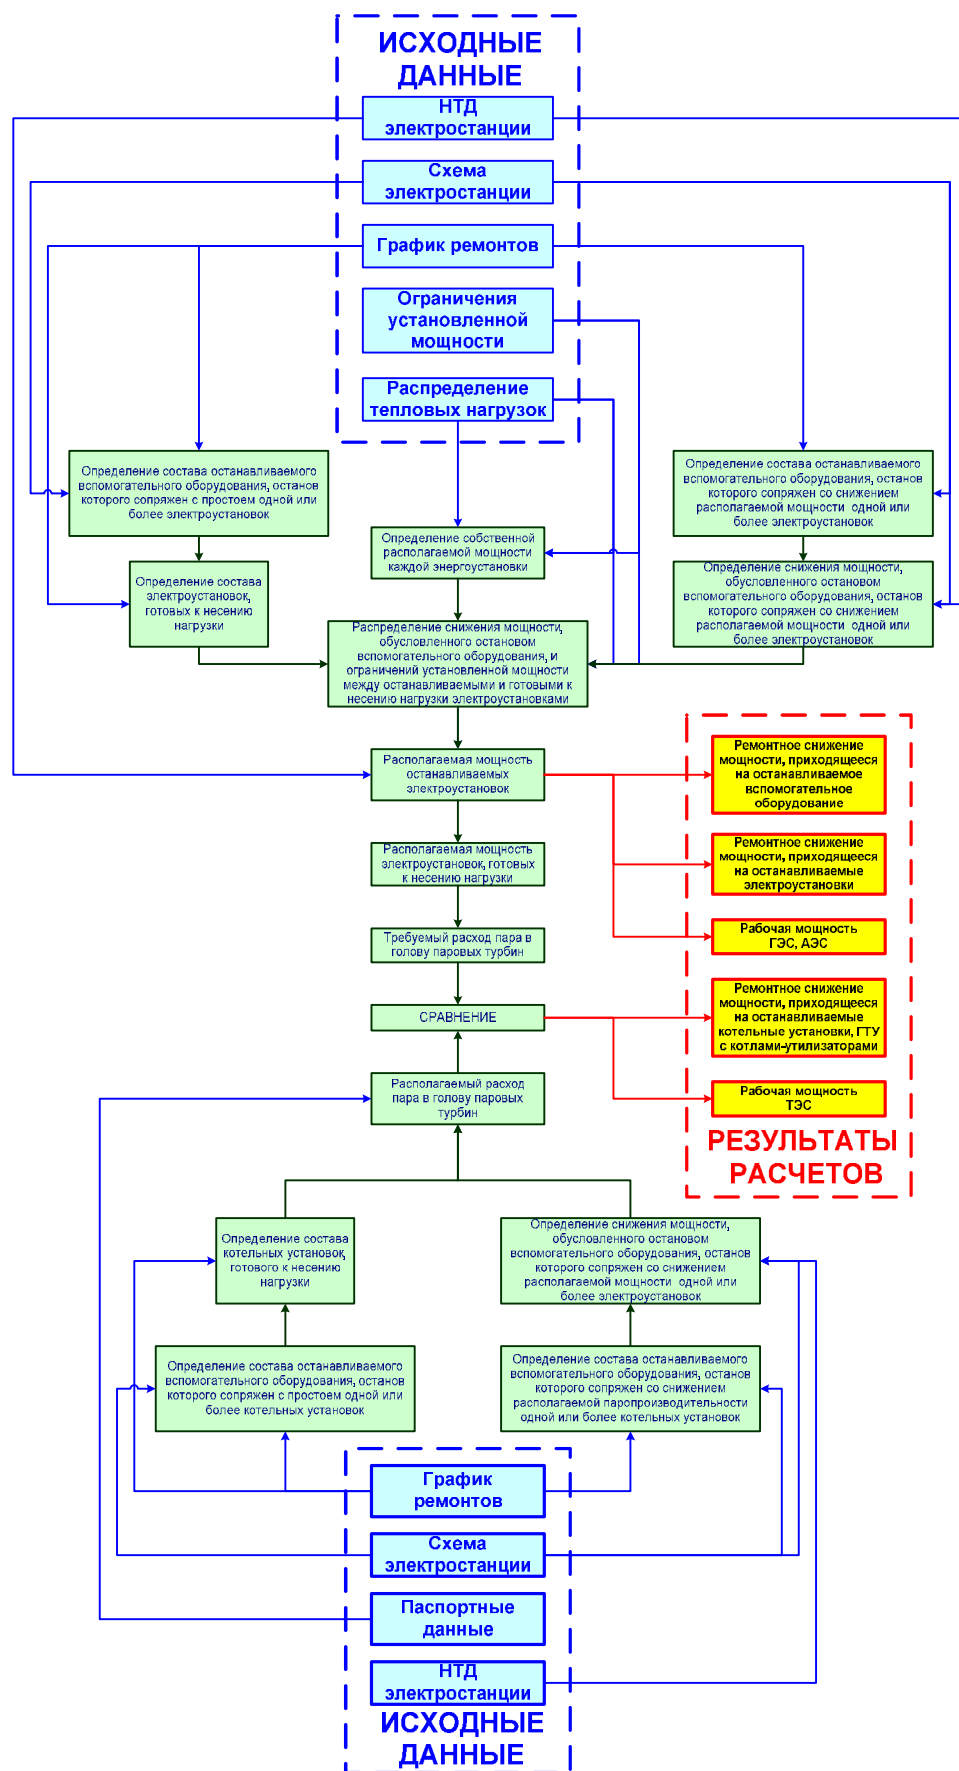 ИСХОДНЫЕ
ДАННЫЕ
НТД
электростанции
Схема
электростанции
График ремонтов
Ограничения
установленной
мощности
Распределение
тепловых нагрузок
Определение состава останавливаемого
вспомогательного оборудования, останов
которого сопряжен с простоем одной или
более электроустановок
Определение состава останавливаемого
вспомогательного оборудования, останов
которого сопряжен со снижением
располагаемой мощности одной или
более электроустановок
Определение собственной
располагаемой мощности
каждой энергоустановки
Определение состава
электроустановок,
готовых к несению
нагрузки
Определение снижения мощности,
обусловленного остановом
вспомогательного оборудования, останов
которого сопряжен со снижением
располагаемой мощности одной или
более электроустановок
Распределение снижения мощности,
обусловленного остановом
вспомогательного оборудования, и
ограничений установленной мощности
между останавливаемыми и готовыми к
несению нагрузки электроустановками
Располагаемая мощность
останавливаемых
электроустановок
Ремонтное снижение
мощности, приходящееся
на останавливаемое
вспомогательное
оборудование
Располагаемая мощность
электроустановок, готовых
к несению нагрузки
Ремонтное снижение
мощности, приходящееся
на останавливаемые
электроустановки
Требуемый расход пара в
голову паровых турбин
Рабочая мощность
ГЭС, АЭС
СРАВНЕНИЕ
Ремонтное снижение
мощности, приходящееся
на останавливаемые
котельные установки, ГТУ
с котлами-утилизаторами
Располагаемый расход
пара в голову паровых
турбин
Рабочая мощность
ТЭС
РЕЗУЛЬТАТЫ
РАСЧЕТОВ
Определение состава
котельных установок,
готового к несению
нагрузки
Определение снижения мощности,
обусловленного остановом
вспомогательного оборудования, останов
которого сопряжен со снижением
располагаемой мощности одной или
более электроустановок
Определение состава останавливаемого
вспомогательного оборудования, останов
которого сопряжен с простоем одной или
более котельных установок
Определение состава останавливаемого
вспомогательного оборудования, останов
которого сопряжен со снижением
располагаемой паропроизводительности
одной или более котельных установок
График
ремонтов
Схема
электростанции
Паспортные
данные
НТД
электростанции
ИСХОДНЫЕ
ДАННЫЕ